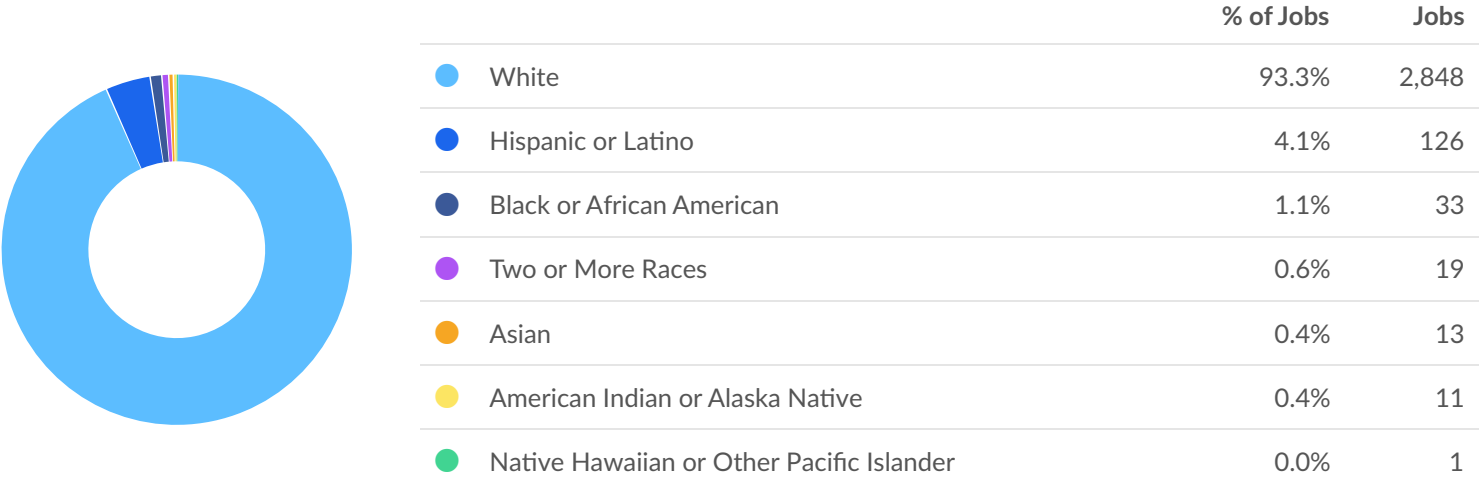 % of Jobs Jobs
White 93.3% 2,848
Hispanic or Latino 4.1% 126
Black or African American 1.1% 33
Two or More Races 0.6% 19
Asian 0.4% 13
American Indian or Alaska Native 0.4% 11
Native Hawaiian or Other Pacific Islander 0.0% 1